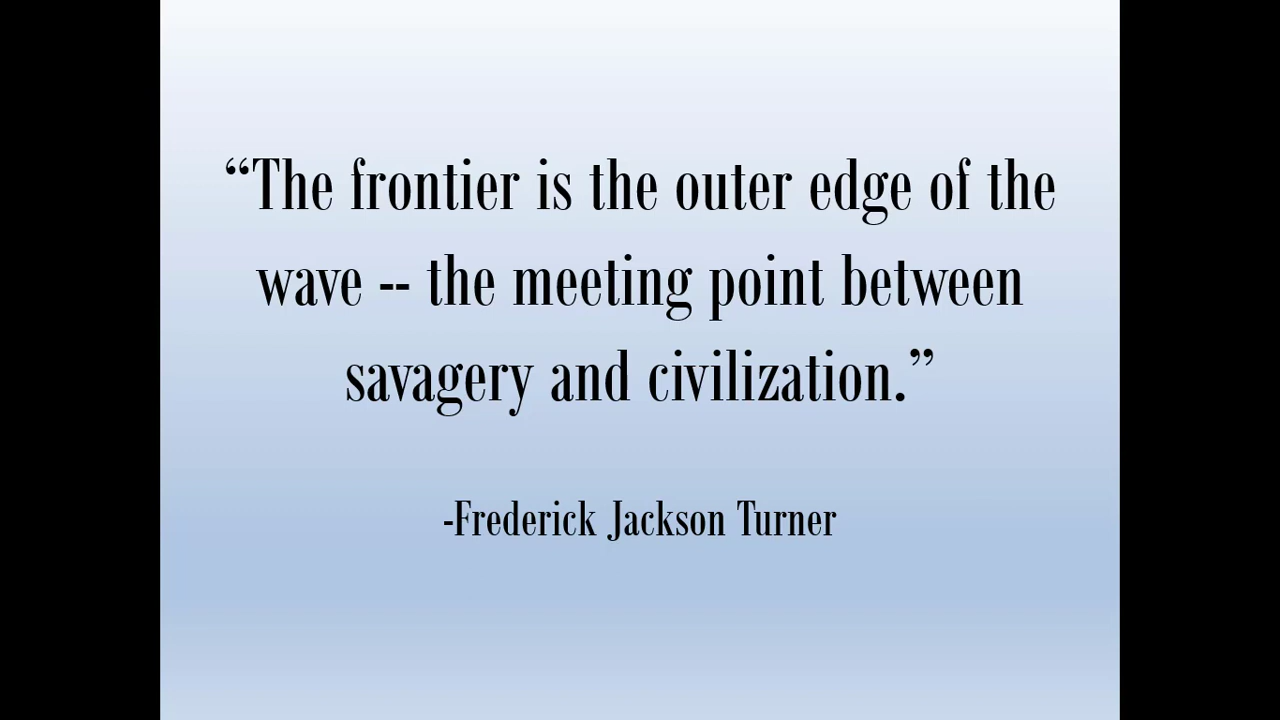 “The frontier is the outer edge of the
wave -- the meeting point between
savagery and civilization.”
-Frederick Jackson Turner